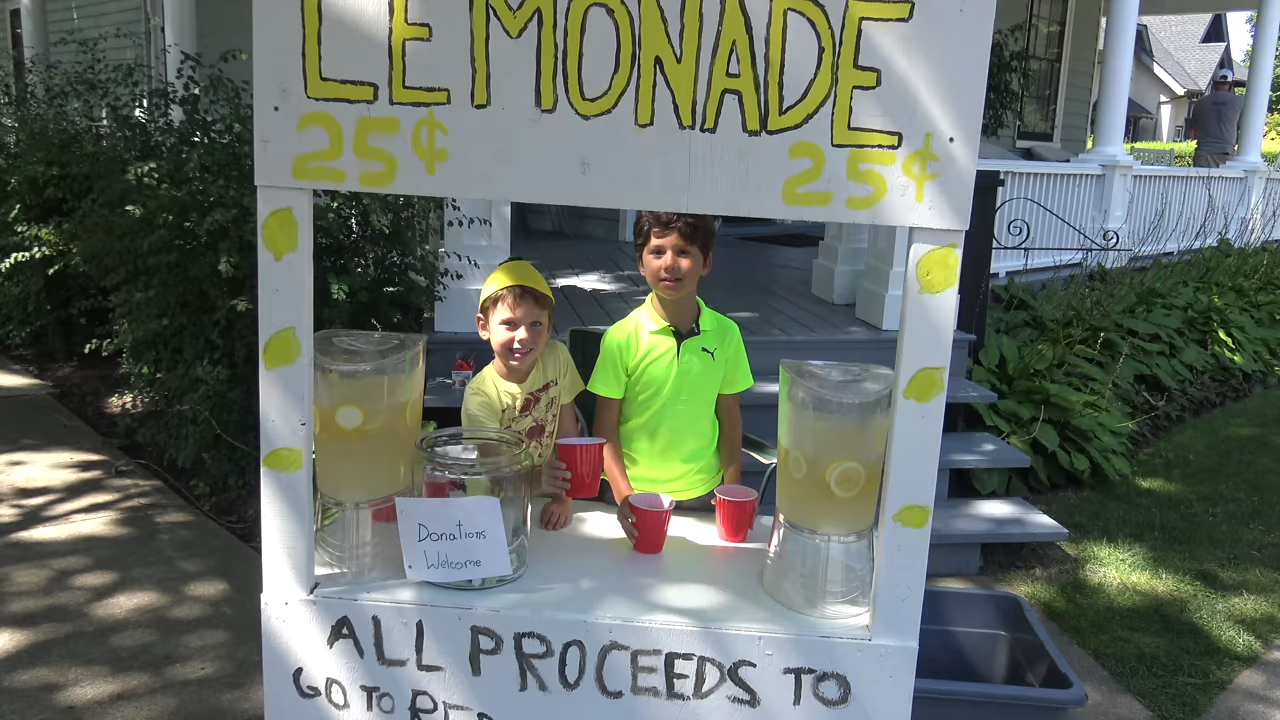 LEMONADE
25¢ 25¢
Donations
Welcome
ALL PROCEEDS TO
GO TO